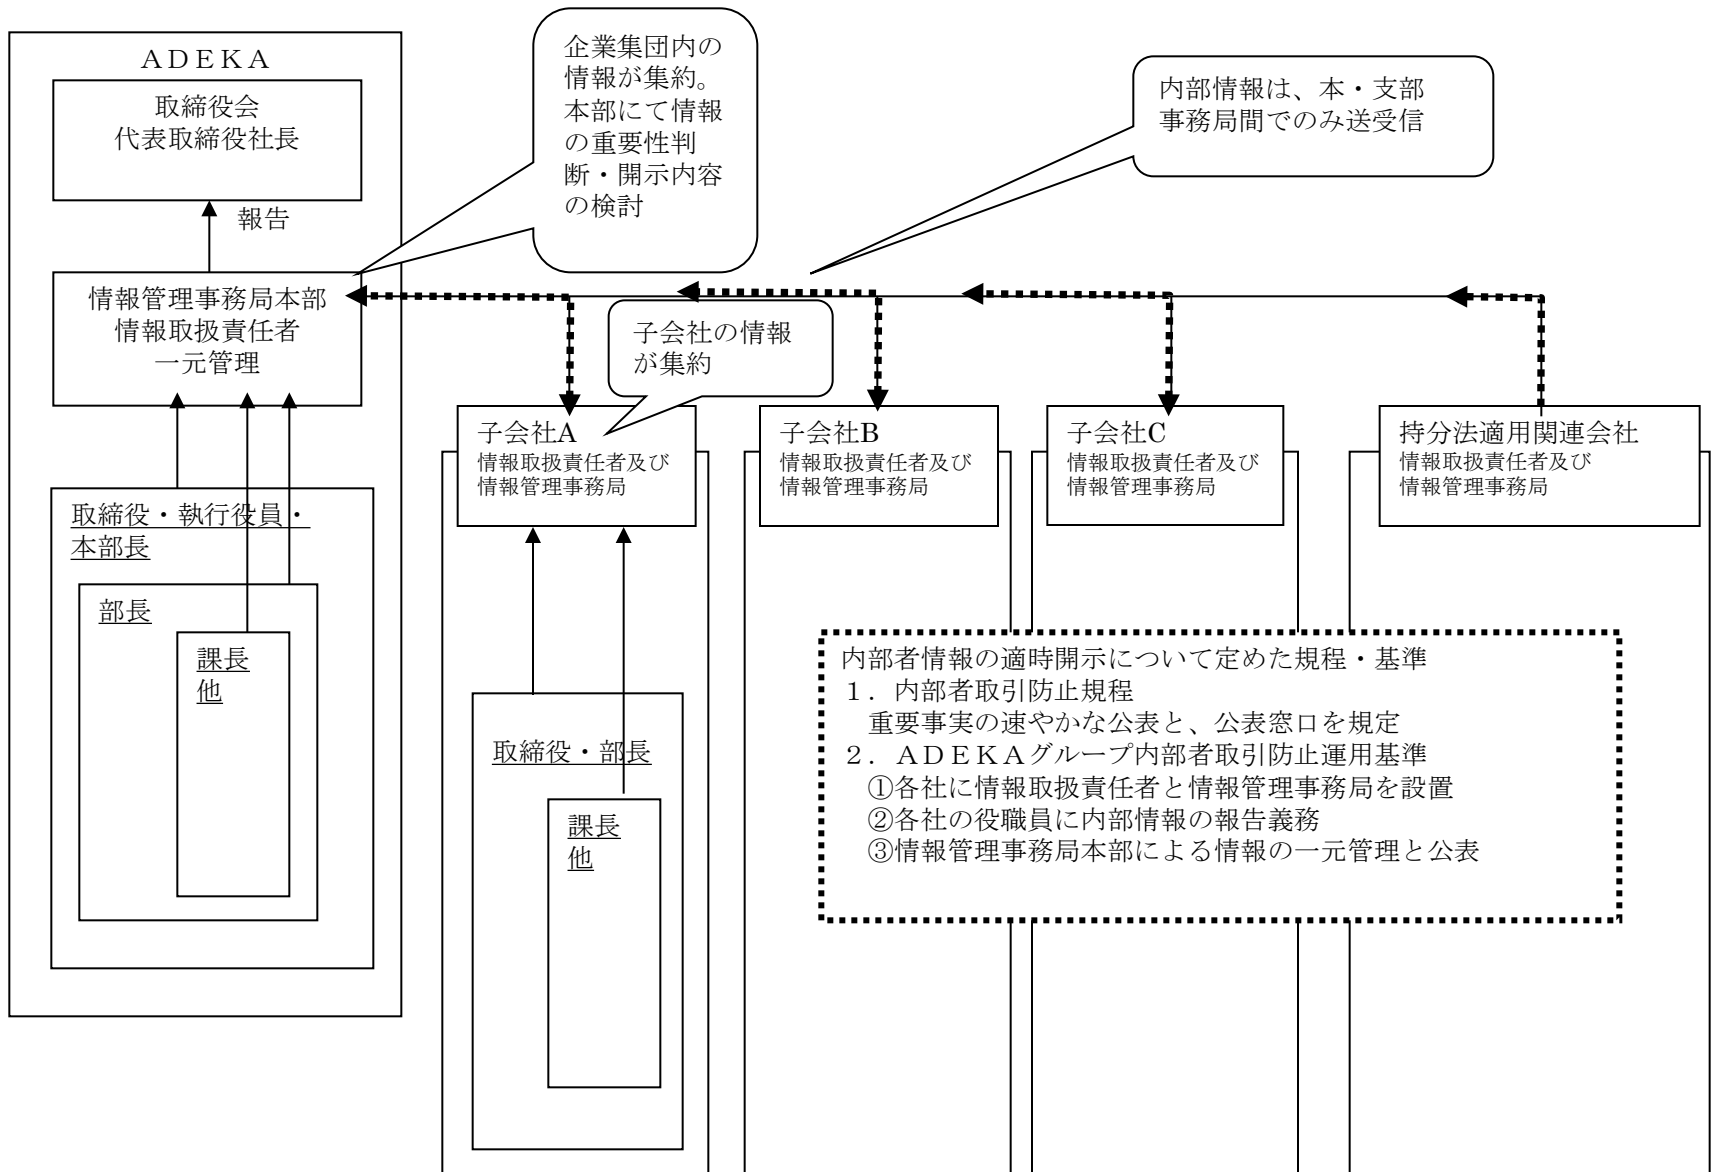 ＡＤＥＫＡ
取締役会
代表取締役社長
報告
情報管理事務局本部
情報取扱責任者
一元管理
取締役・執行役員・
本部長
部長
課長
他
企業集団内の
情報が集約。
本部にて情報
の重要性判
断・開示内容
の検討
内部情報は、本・支部
事務局間でのみ送受信
子会社の情報
が集約
子会社A
情報取扱責任者及び
情報管理事務局
取締役・部長
課長
他
子会社B
情報取扱責任者及び
情報管理事務局
子会社C
情報取扱責任者及び
情報管理事務局
持分法適用関連会社
情報取扱責任者及び
情報管理事務局
内部者情報の適時開示について定めた規程・基準
１．内部者取引防止規程
重要事実の速やかな公表と、公表窓口を規定
２．ＡＤＥＫＡグループ内部者取引防止運用基準
①各社に情報取扱責任者と情報管理事務局を設置
②各社の役職員に内部情報の報告義務
③情報管理事務局本部による情報の一元管理と公表